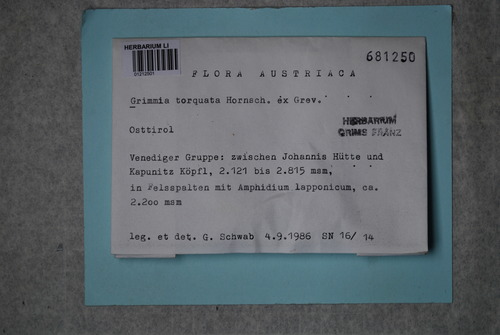 HERBARIUM LI
681250
FLORA AUSTRIACA
Grimmia torquata Hornsch. ex Grev.
Osttirol
HERBARIUM
GRIMS FRANZ
Venediger Gruppe: zwischen Johannis Hütte und
Kapunitz Köpfl, 2.121 bis 2.815 msm,
in Felsspalten mit Amphidium lapponicum, ca.
2.2oo msm
leg. et det. G. Schwab 4.9.1986 SN 16/ 14